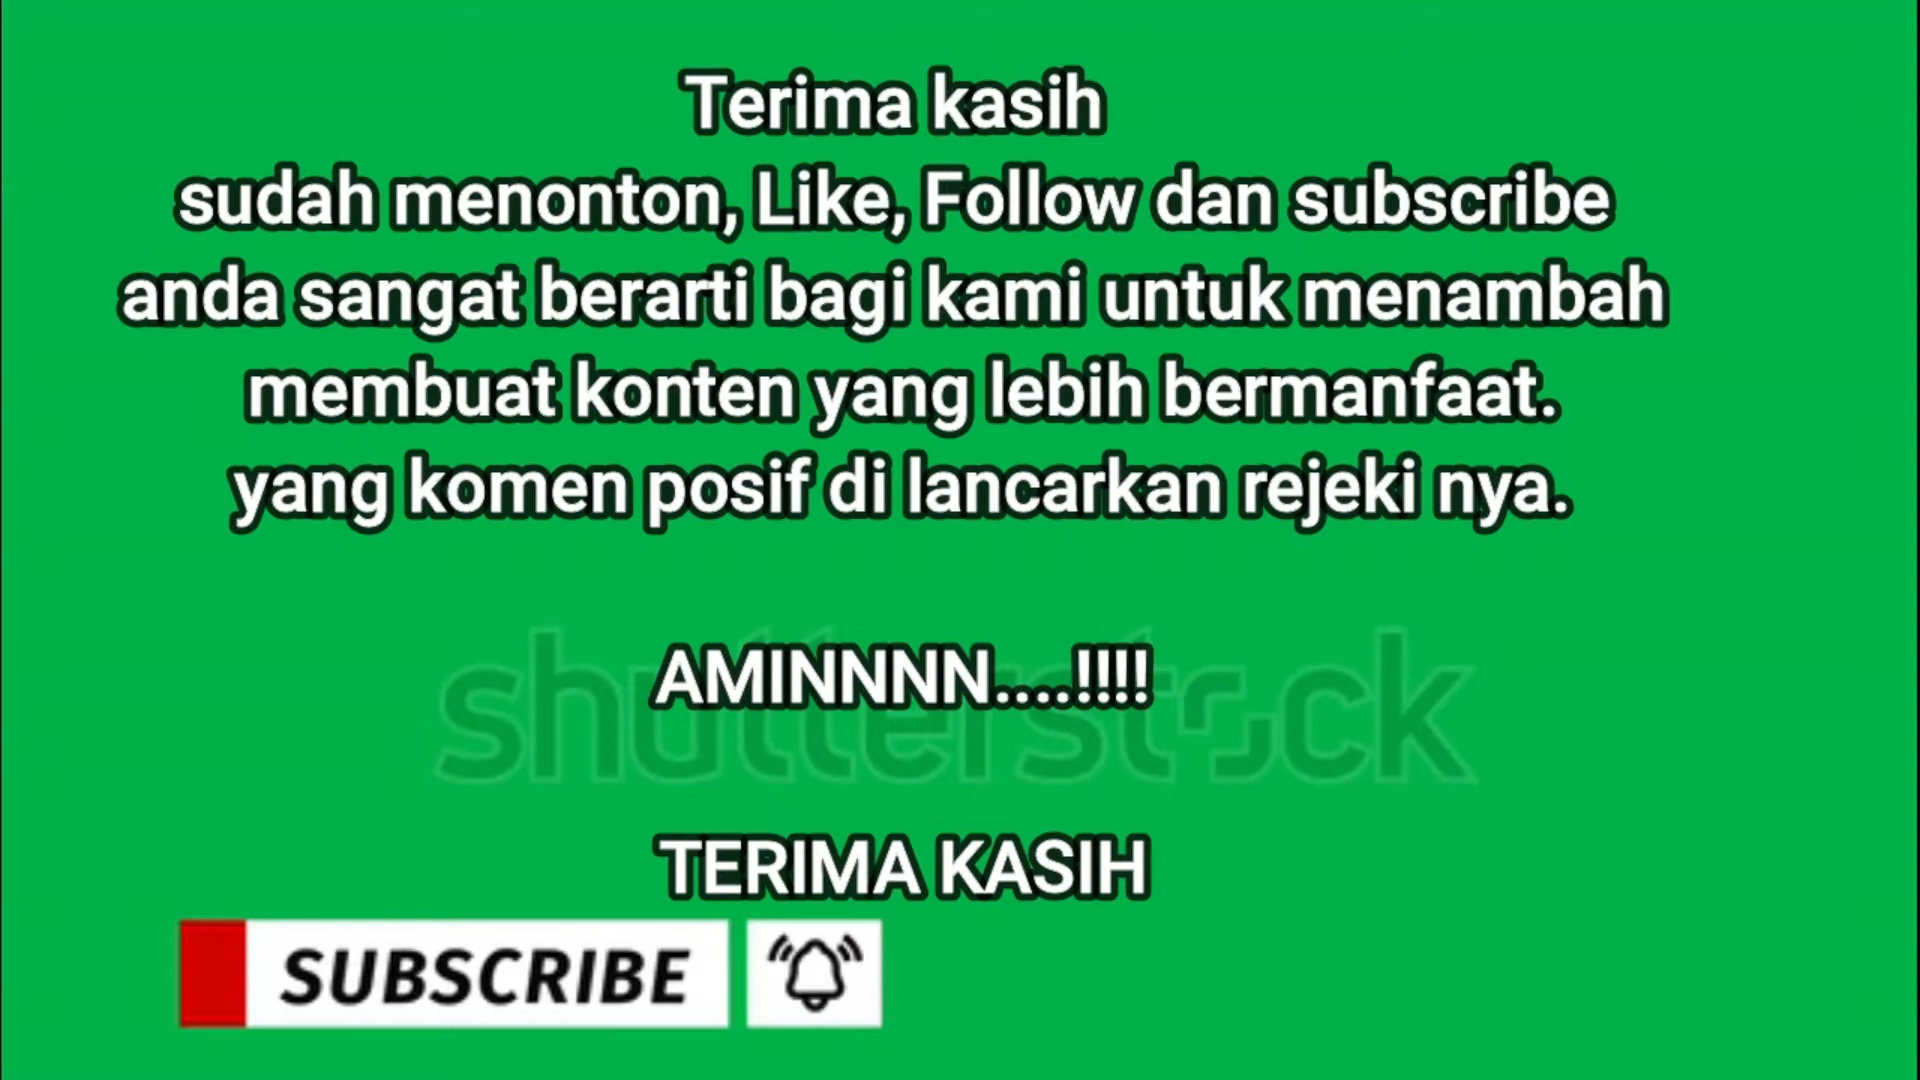 Terima kasih
sudah menonton, Like, Follow dan subscribe
anda sangat berarti bagi kami untuk menambah
membuat konten yang lebih bermanfaat.
yang komen posif di lancarkan rejeki nya.
AMINNNN....!!!!
shutterstock
TERIMA KASIH
SUBSCRIBE